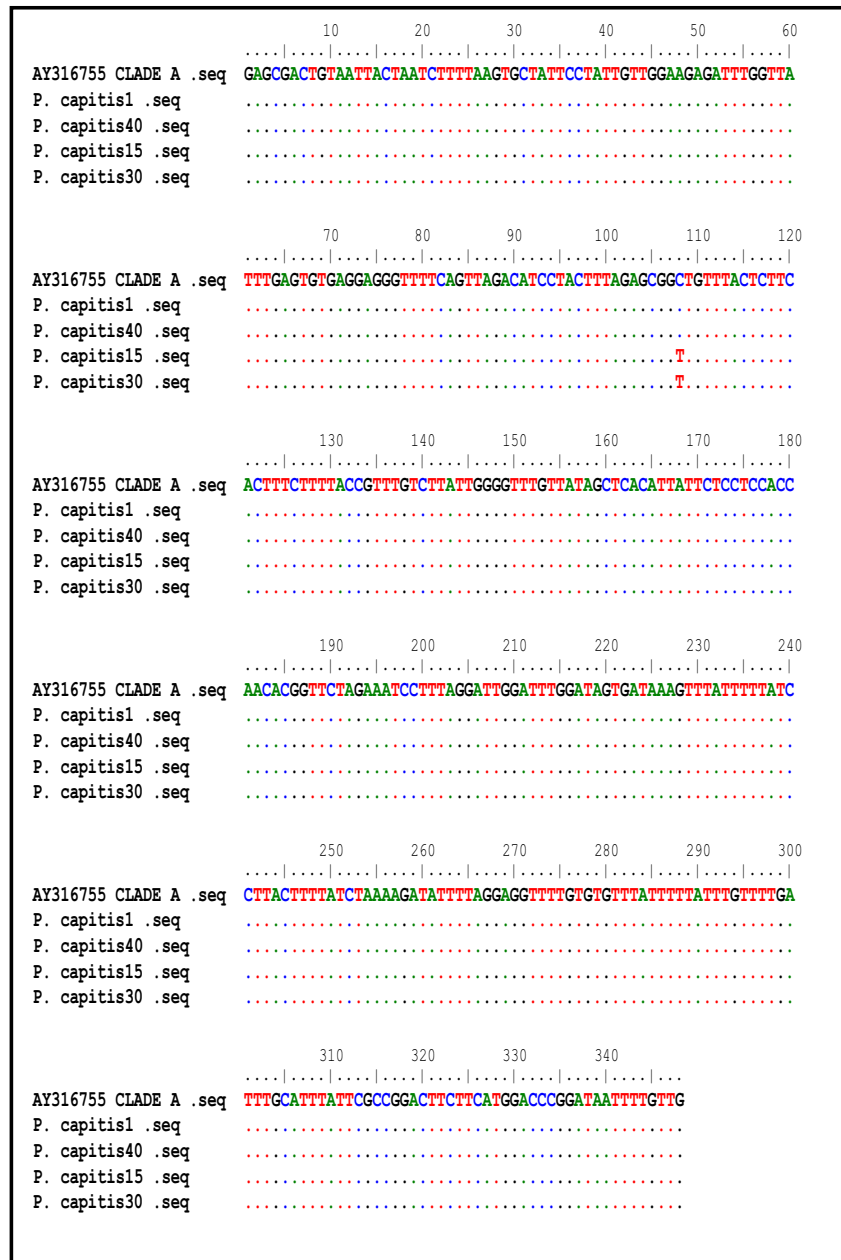 10 20 30 40 50 60
....|....|....|....|....|....|....|....|....|....|....|....|
AY316755 CLADE A .seq GAGCGACTGTAATTACTAATCTTTTAAGTGCTATTCCTATTGTTGGAAGAGATTTGGTTA
P. capitis1 .seq ............................................................
P. capitis40 .seq ............................................................
P. capitis15 .seq ............................................................
P. capitis30 .seq ............................................................
70 80 90 100 110 120
....|....|....|....|....|....|....|....|....|....|....|....|
AY316755 CLADE A .seq TTTGAGTGTGAGGAGGGTTTTCAGTTAGACATCCTACTTTAGAGCGGCTGTTTACTCTTC
P. capitis1 .seq ............................................................
P. capitis40 .seq ............................................................
P. capitis15 .seq ...............................................T............
P. capitis30 .seq ...............................................T............
130 140 150 160 170 180
....|....|....|....|....|....|....|....|....|....|....|....|
AY316755 CLADE A .seq ACTTTCTTTTACCGTTTGTCTTATTGGGGTTTGTTATAGCTCACATTATTCTCCTCCACC
P. capitis1 .seq ............................................................
P. capitis40 .seq ............................................................
P. capitis15 .seq ............................................................
P. capitis30 .seq ............................................................
190 200 210 220 230 240
....|....|....|....|....|....|....|....|....|....|....|....|
AY316755 CLADE A .seq AACACGGTTCTAGAAATCCTTTAGGATTGGATTTGGATAGTGATAAAGTTTATTTTTATC
P. capitis1 .seq ............................................................
P. capitis40 .seq ............................................................
P. capitis15 .seq ............................................................
P. capitis30 .seq ............................................................
250 260 270 280 290 300
....|....|....|....|....|....|....|....|....|....|....|....|
AY316755 CLADE A .seq CTTACTTTTATCTAAAAGATATTTTAGGAGGTTTTGTGTGTTTATTTTTATTTGTTTTGA
P. capitis1 .seq ............................................................
P. capitis40 .seq ............................................................
P. capitis15 .seq ............................................................
P. capitis30 .seq ............................................................
310 320 330 340
....|....|....|....|....|....|....|....|....|...
AY316755 CLADE A .seq TTTGCATTTATTCGCCGGACTTCTTCATGGACCCGGATAATTTTGTTG
P. capitis1 .seq ................................................
P. capitis40 .seq ................................................
P. capitis15 .seq ................................................
P. capitis30 .seq ................................................